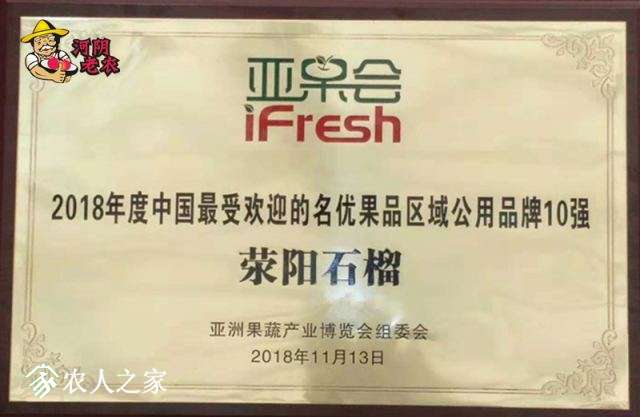 河阴
老农
亚果会
iFresh
2018年度中国最受欢迎的名优果品区域公用品牌10强
荥阳石榴
亚洲果蔬产业博览会组委会
2018年11月13日
农人之家